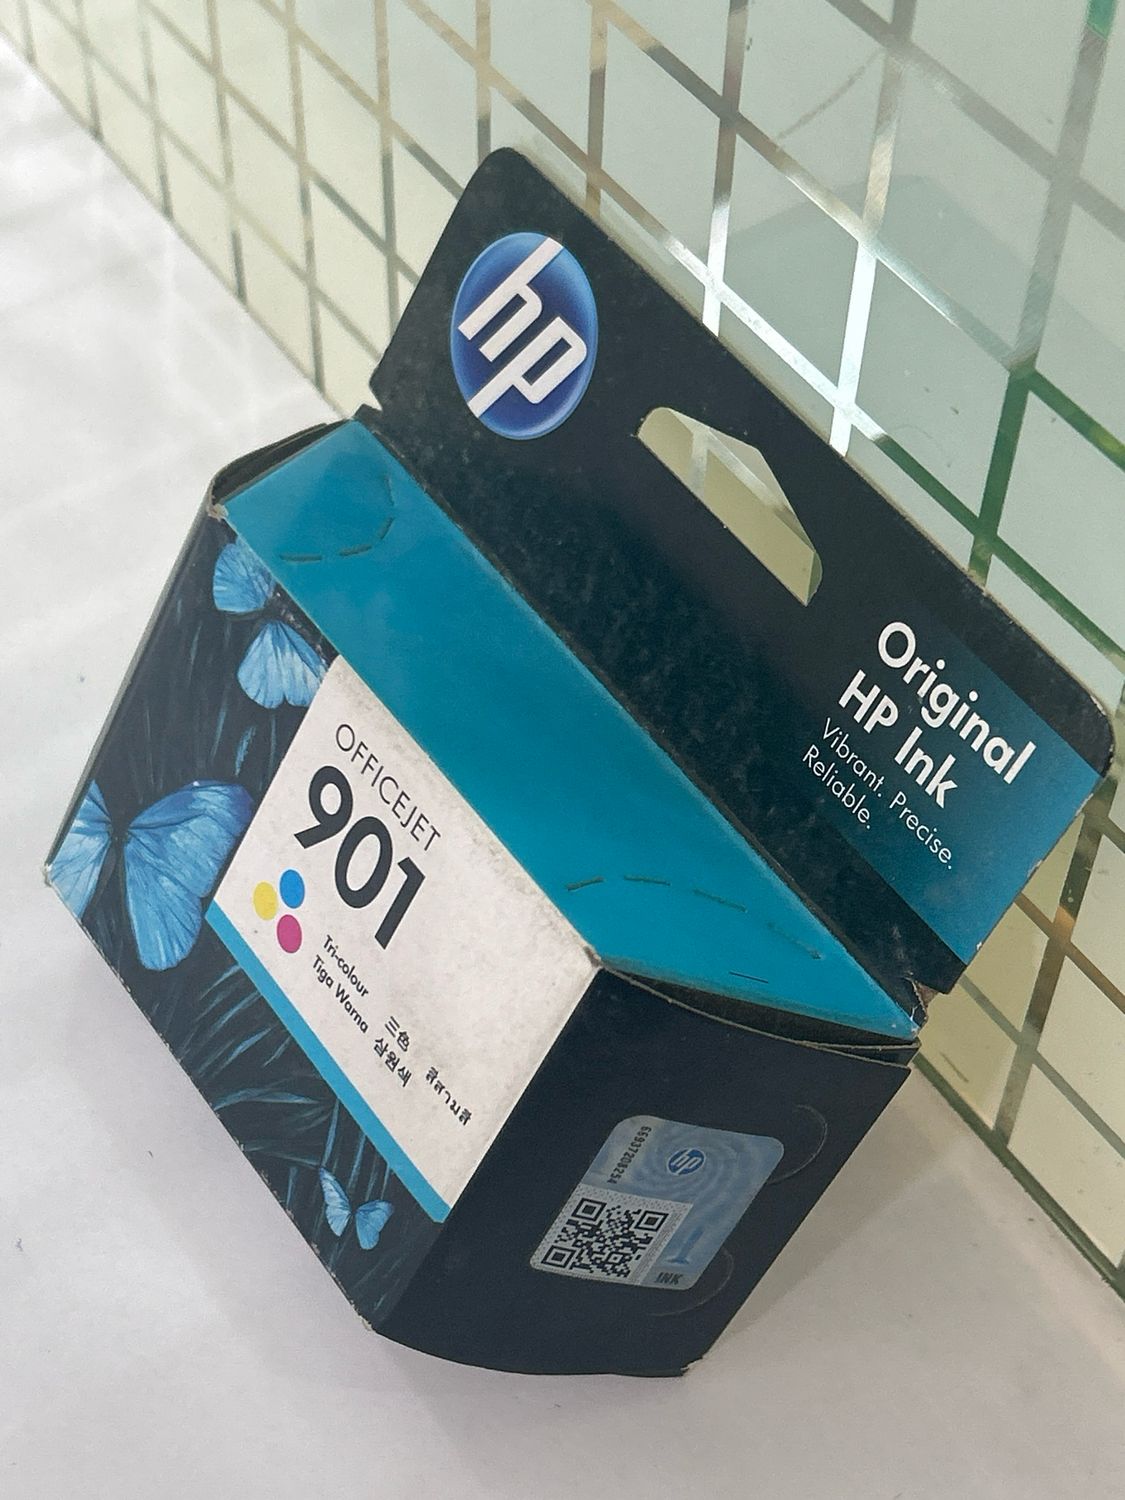 hp
Original
HP Ink
Vibrant. Precise.
Reliable.
OFFICEJET
901
Tri-colour
Tiga Warna
三色
삼원색
สีสามสี
hp
66937208254
INK